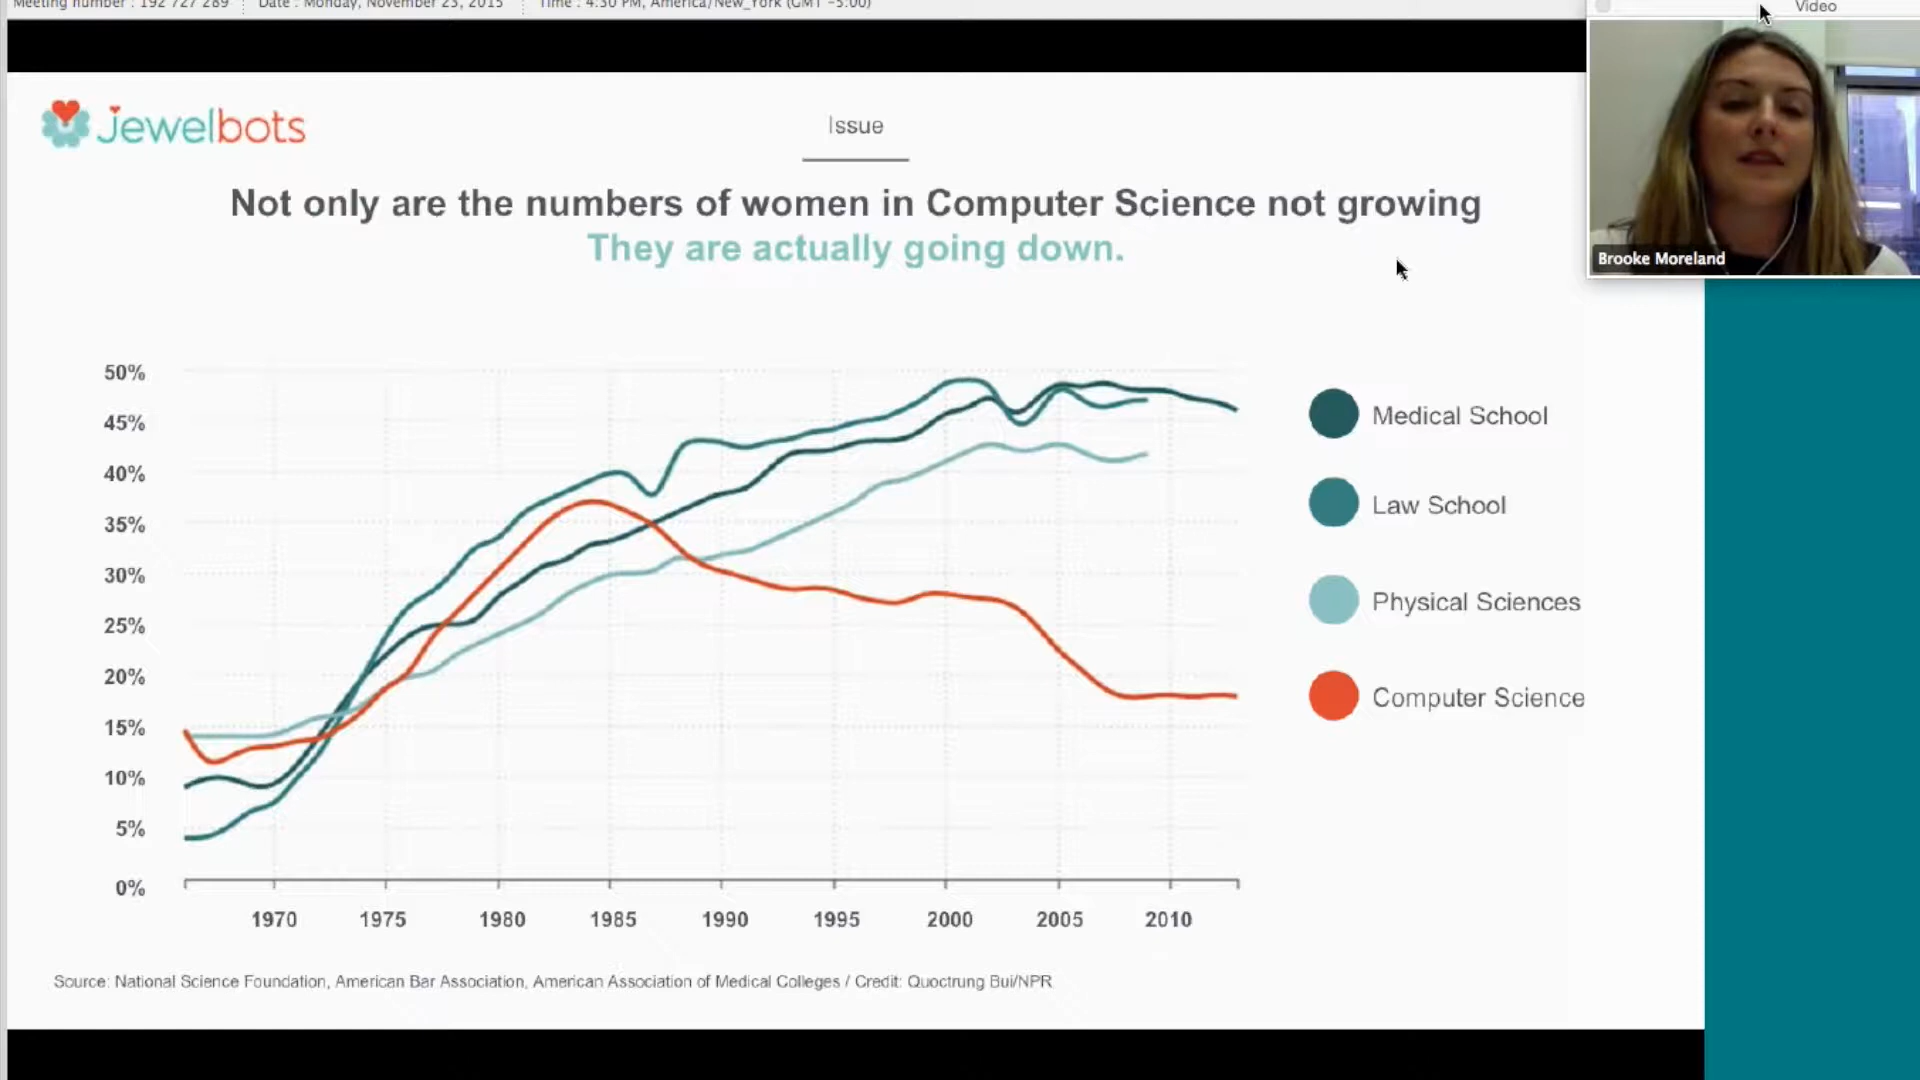 Meeting number : 192 727 289 Date : Monday, November 23, 2015 Time : 4:30 PM, America/New_York (GMT -5:00)
Video
jewelbots
Issue
Not only are the numbers of women in Computer Science not growing
They are actually going down.
Brooke Moreland
50%
45%
40%
35%
30%
25%
20%
15%
10%
5%
0%
1970 1975 1980 1985 1990 1995 2000 2005 2010
Medical School
Law School
Physical Sciences
Computer Science
Source: National Science Foundation, American Bar Association, American Association of Medical Colleges / Credit: Quoctrung Bui/NPR